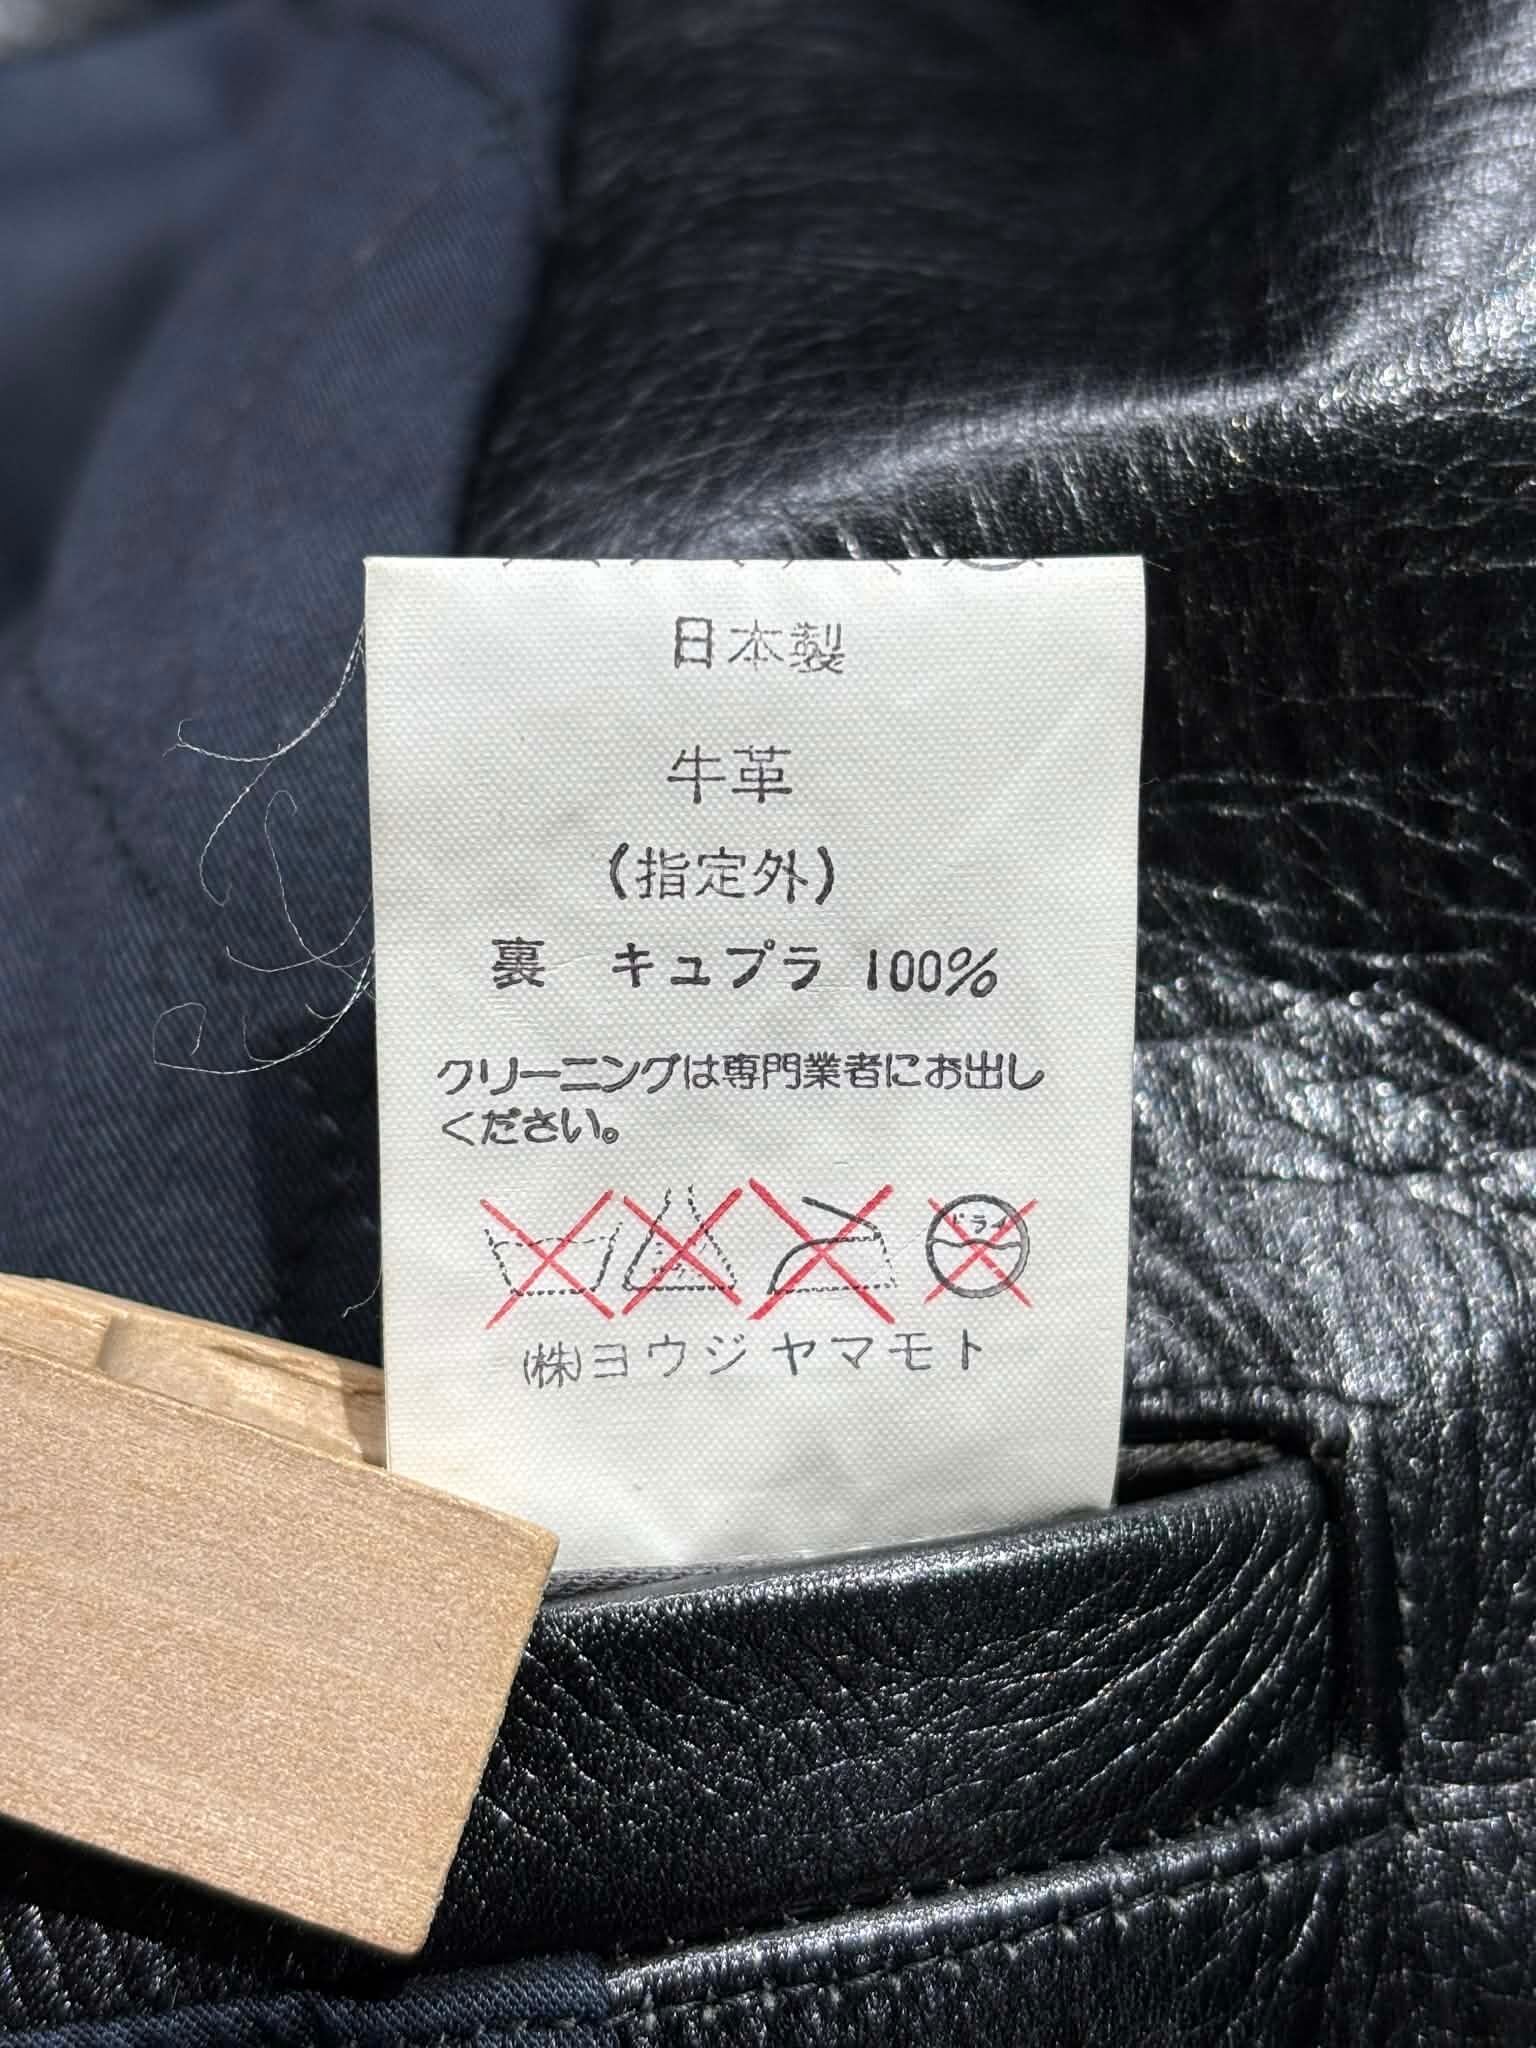 日本製
牛革
(指定外)
裏 キュプラ 100%
クリーニングは専門業者にお出し
ください。
ドライ
(株)ヨウジヤマモト